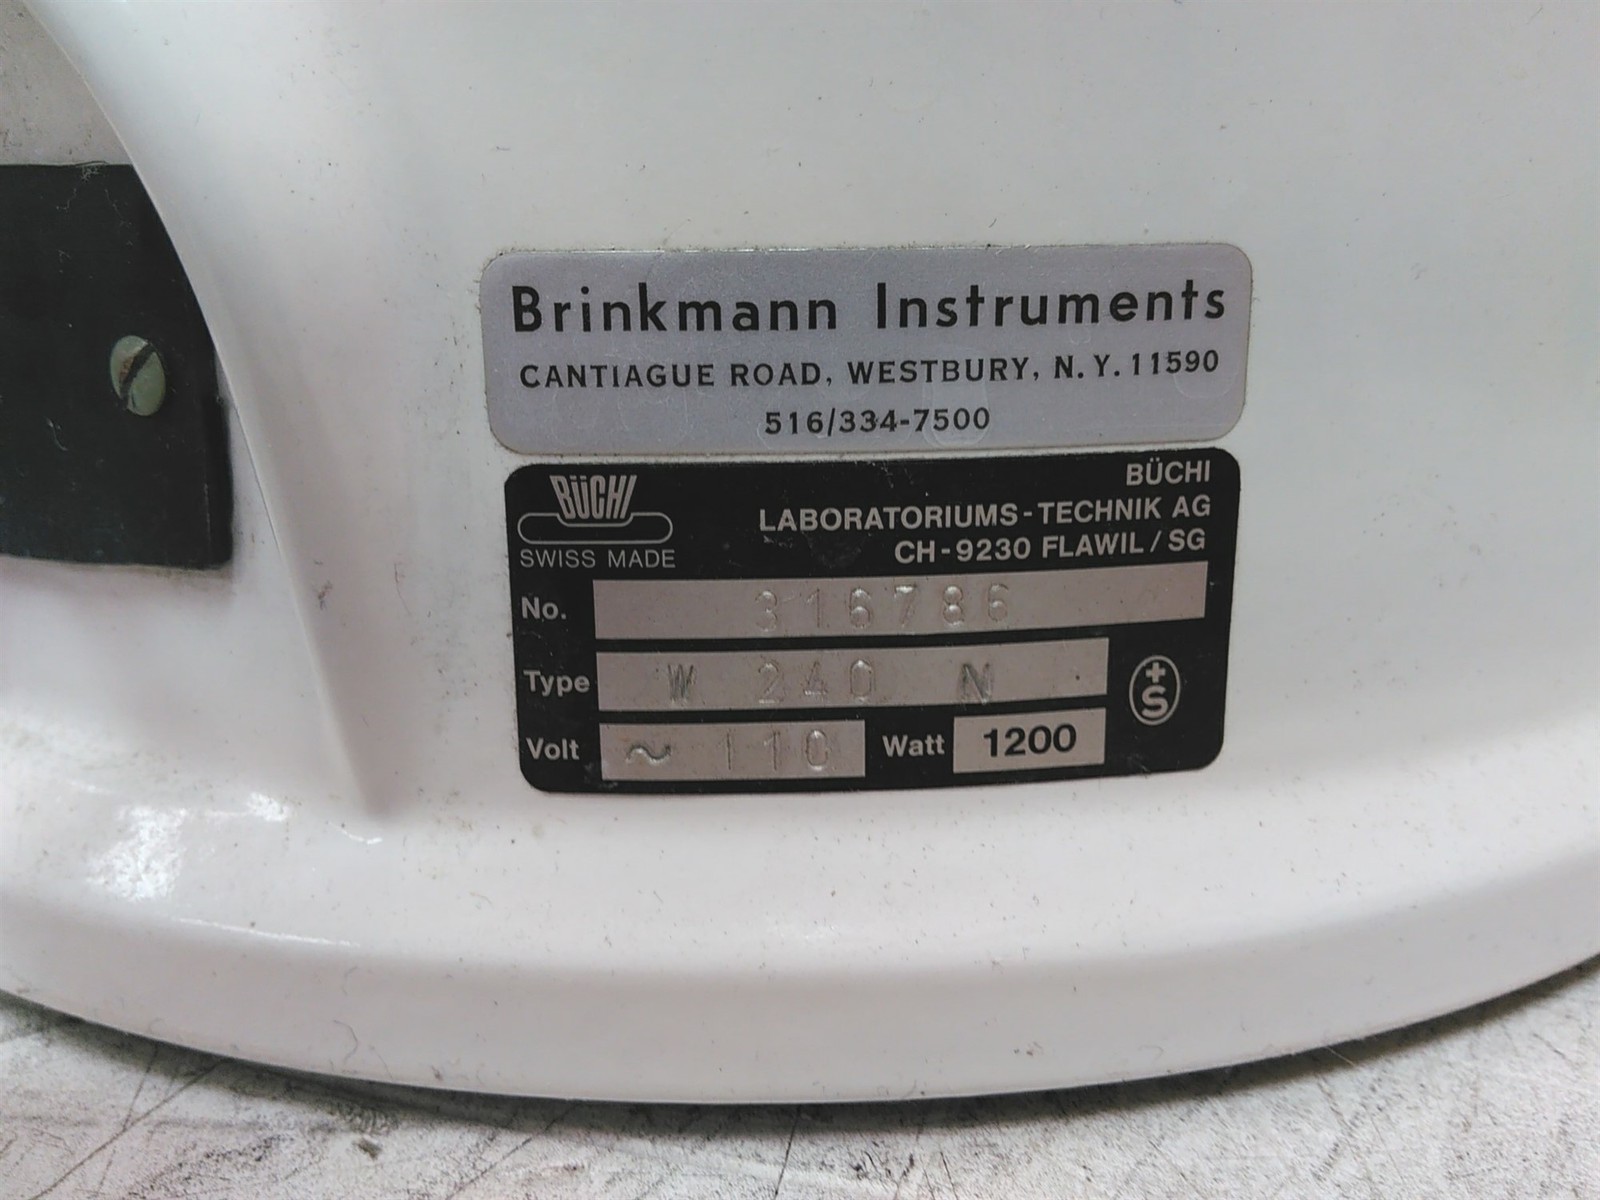 Brinkmann Instruments
CANTIAGUE ROAD, WESTBURY, N.Y. 11590
516/334-7500
BÜCHI
SWISS MADE
BÜCHI
LABORATORIUMS-TECHNIK AG
CH-9230 FLAWIL/SG
No. 316786
Type W 240 N
+S
Volt ~ 110 Watt 1200